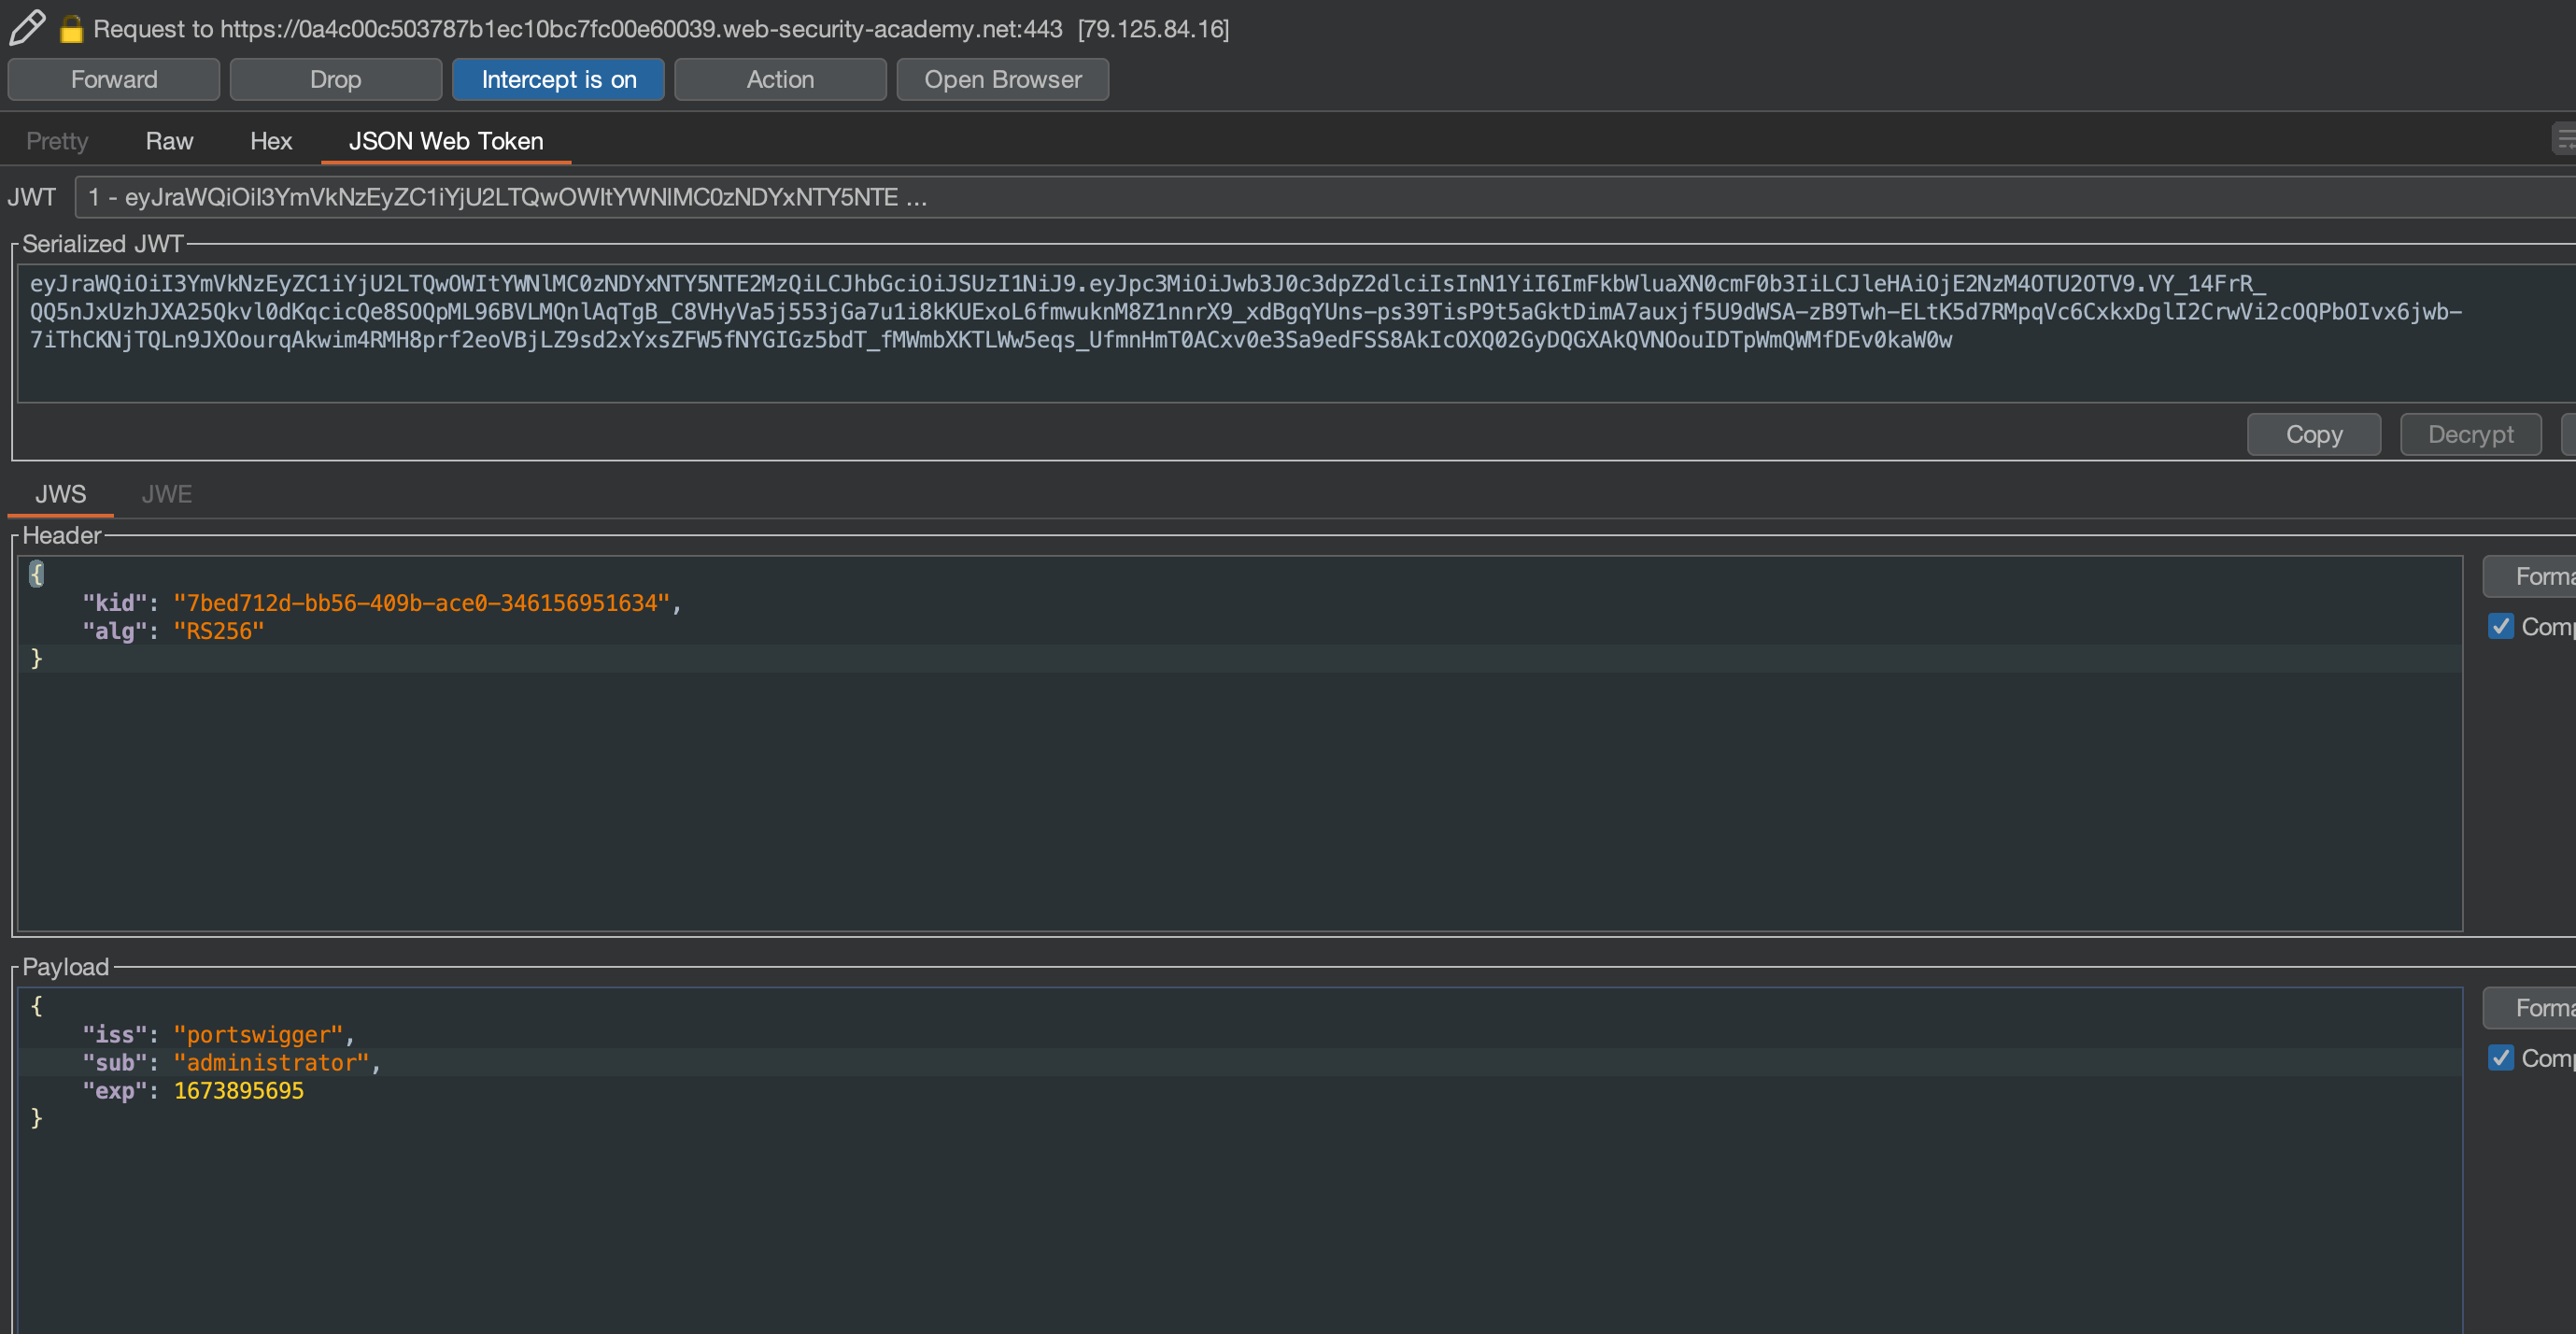 Request to https://0a4c00c503787b1ec10bc7fc00e60039.web-security-academy.net:443 [79.125.84.16]
Forward Drop Intercept is on Action Open Browser
Pretty Raw Hex JSON Web Token
JWT 1 - eyJraWQiOiI3YmVkNzEyZC1iYjU2LTQwOWItYWNlMC0zNDYxNTY5NTE ...
Serialized JWT
eyJraWQiOiI3YmVkNzEyZC1iYjU2LTQwOWItYWNlMC0zNDYxNTY5NTE2MzQiLCJhbGciOiJSUzI1NiJ9.eyJpc3MiOiJwb3J0c3dpZ2dlciIsInN1YiI6ImFkbWluaXN0cmF0b3IiLCJleHAiOjE2NzM4OTU2OTV9.VY_14FrR_
QQ5nJxUzhJXA25Qkvl0dKqcicQe8SOQpML96BVLMQnlAqTgB_C8VHyVa5j553jGa7u1i8kKUExoL6fmwuknM8Z1nnrX9_xdBgqYUns-ps39TisP9t5aGktDimA7auxjf5U9dWSA-zB9Twh-ELtK5d7RMpqVc6CxkxDglI2CrwVi2cOQPbOIvx6jwb-
7iThCKNjTQLn9JXOourqAkwim4RMH8prf2eoVBjLZ9sd2xYxsZFW5fNYGIGz5bdT_fMWmbXKTLWw5eqs_UfmnHmT0ACxv0e3Sa9edFSS8AkIcOXQ02GyDQGXAkQVNOouIDTpWmQWMfDEv0kaW0w
Copy Decrypt
JWS JWE
Header
{
"kid": "7bed712d-bb56-409b-ace0-346156951634",
"alg": "RS256"
}
Forma
Comp
Payload
{
"iss": "portswigger",
"sub": "administrator",
"exp": 1673895695
}
Forma
Comp